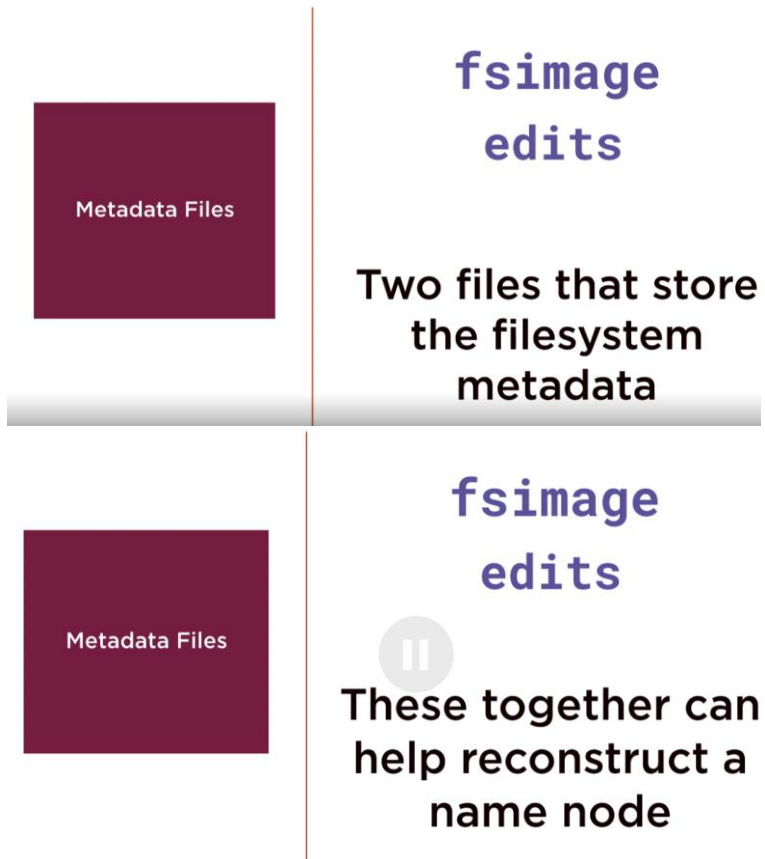 Metadata Files
fsimage
edits
Two files that store
the filesystem
metadata
Metadata Files
fsimage
edits
These together can
help reconstruct a
name node